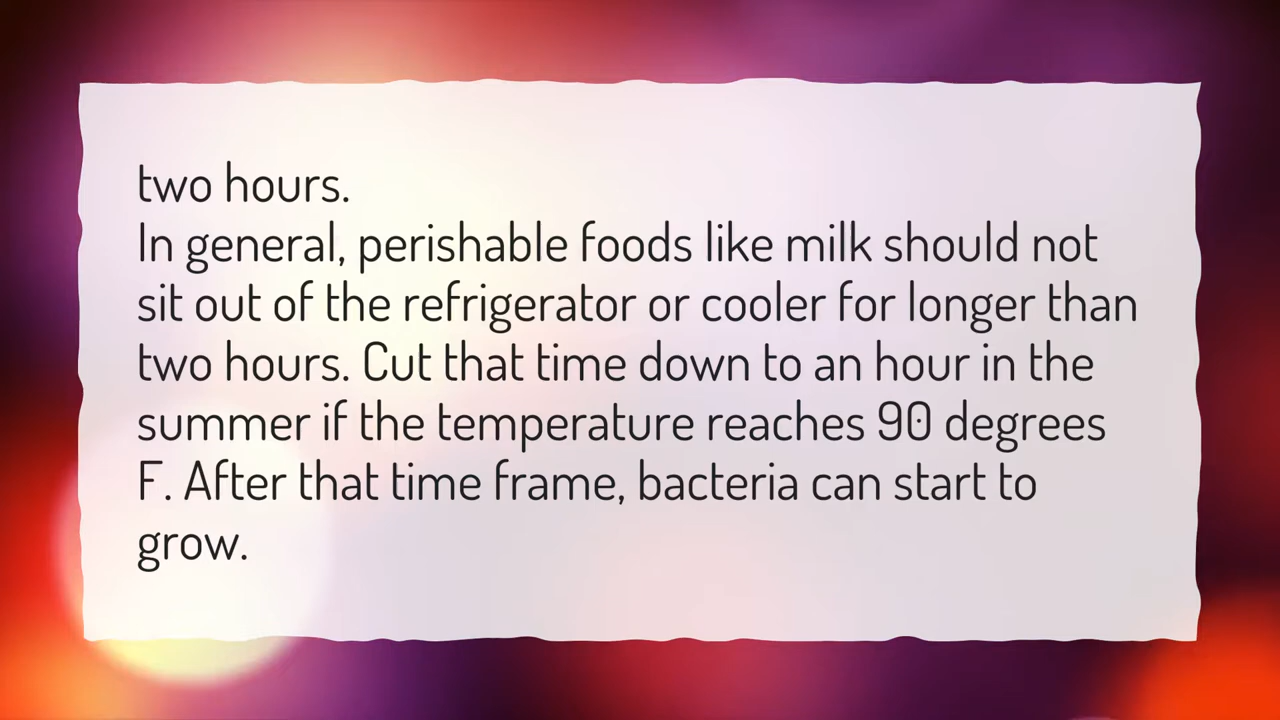 two hours.
In general, perishable foods like milk should not
sit out of the refrigerator or cooler for longer than
two hours. Cut that time down to an hour in the
summer if the temperature reaches 90 degrees
F. After that time frame, bacteria can start to
grow.